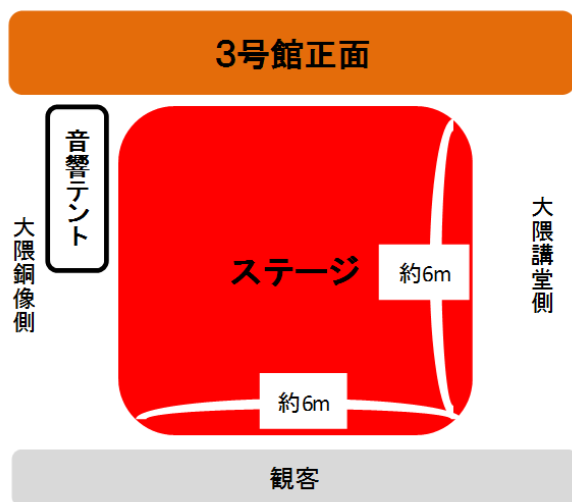 3号館正面
音響テント
大隈銅像側
ステージ
約6m
大隈講堂側
約6m
観客